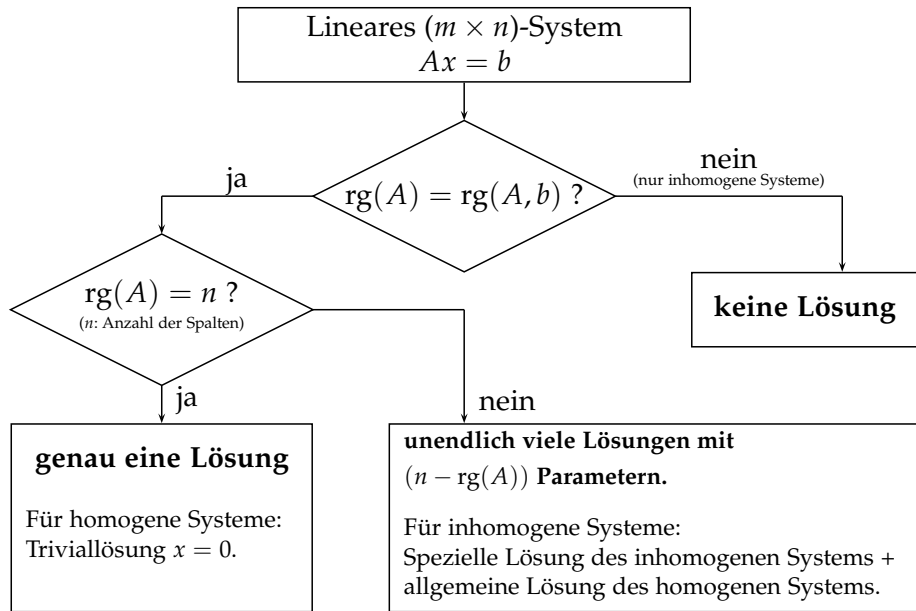 Lineares (m × n)-System
Ax = b
ja
rg(A) = rg(A, b) ?
nein
(nur inhomogene Systeme)
rg(A) = n ?
(n: Anzahl der Spalten)
keine Lösung
ja
nein
genau eine Lösung
Für homogene Systeme:
Triviallösung x = 0.
unendlich viele Lösungen mit
(n − rg(A)) Parametern.
Für inhomogene Systeme:
Spezielle Lösung des inhomogenen Systems +
allgemeine Lösung des homogenen Systems.